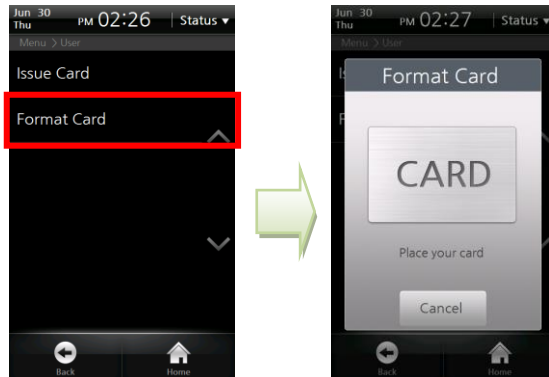 Jun 30
Thu
PM 02:26
Status
Menu > User
Issue Card
Format Card
Back
Home
Jun 30
Thu
PM 02:27
Status
Menu > User
Format Card
CARD
Place your card
Cancel
Back
Home